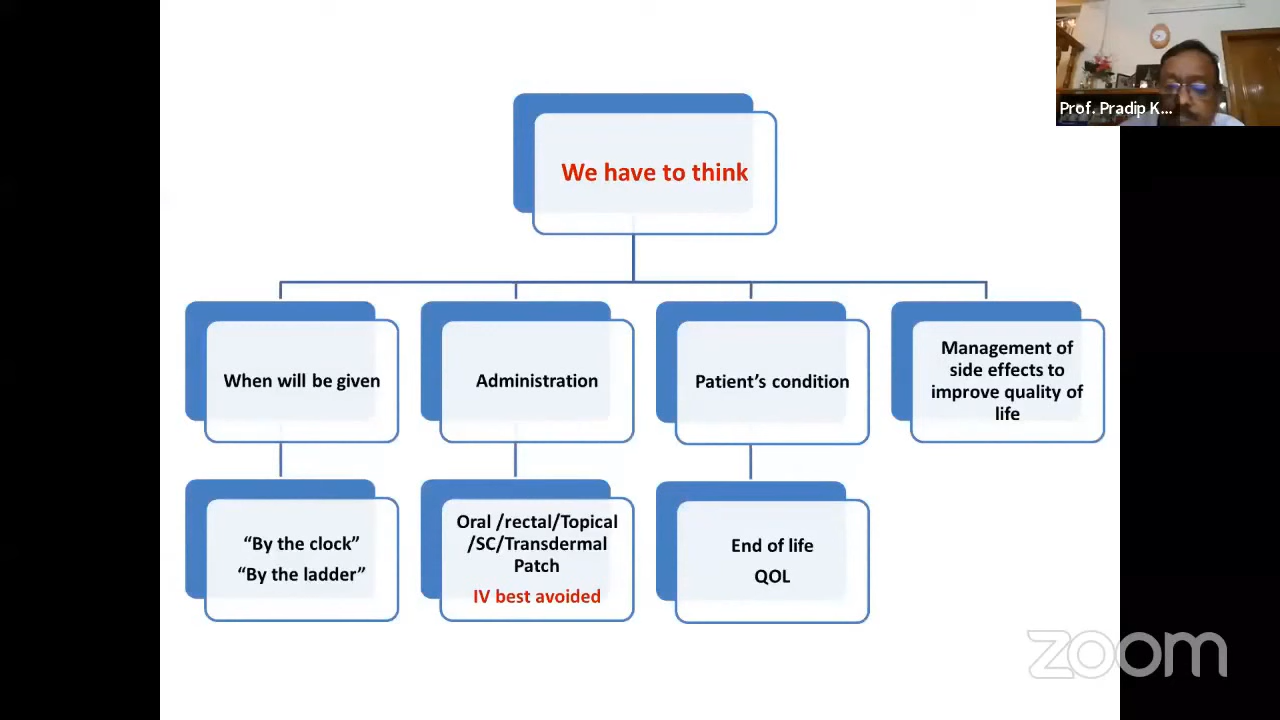 Prof. Pradip K...
We have to think
When will be given
Administration
Patient’s condition
Management of
side effects to
improve quality of
life
“By the clock”
“By the ladder”
Oral /rectal/Topical
/SC/Transdermal
Patch
IV best avoided
End of life
QOL
zoom